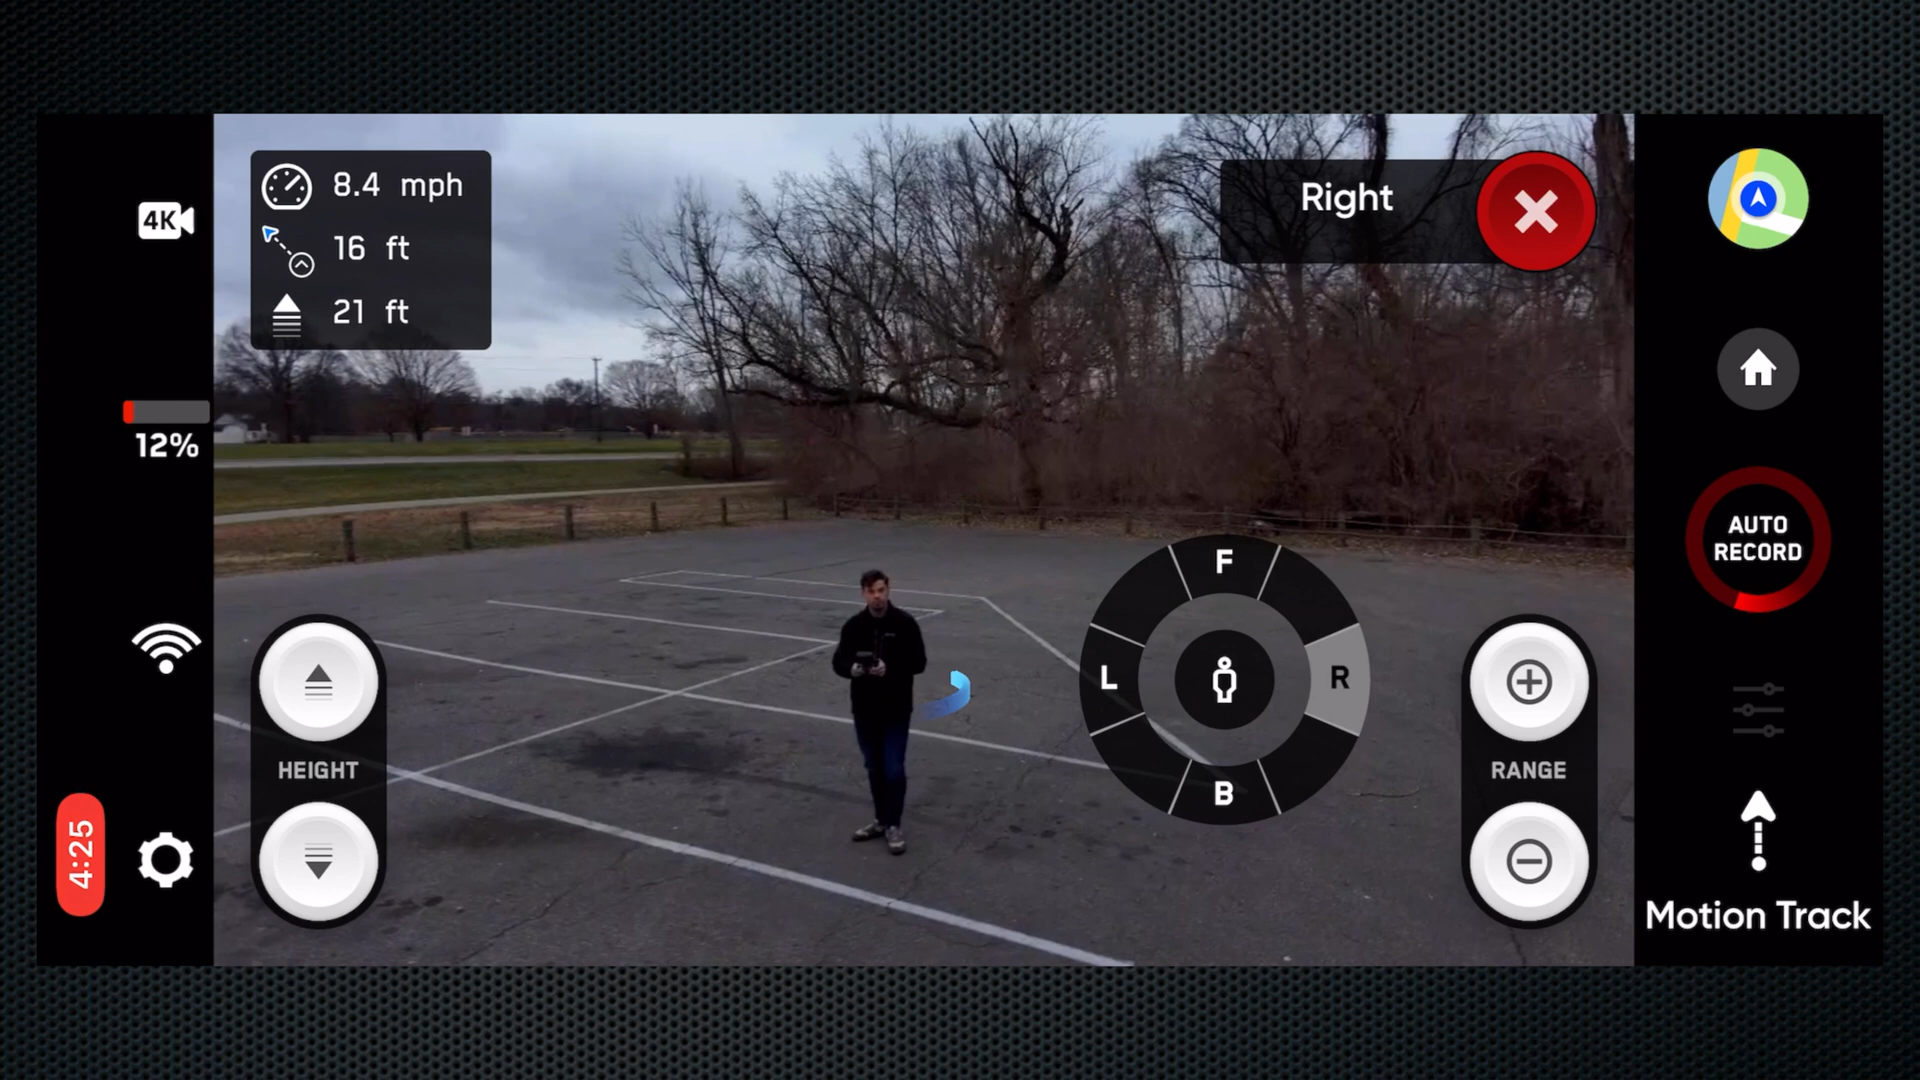 8.4 mph
16 ft
21 ft
Right
4K
12%
HEIGHT
4:25
F
L
R
B
RANGE
AUTO
RECORD
Motion Track